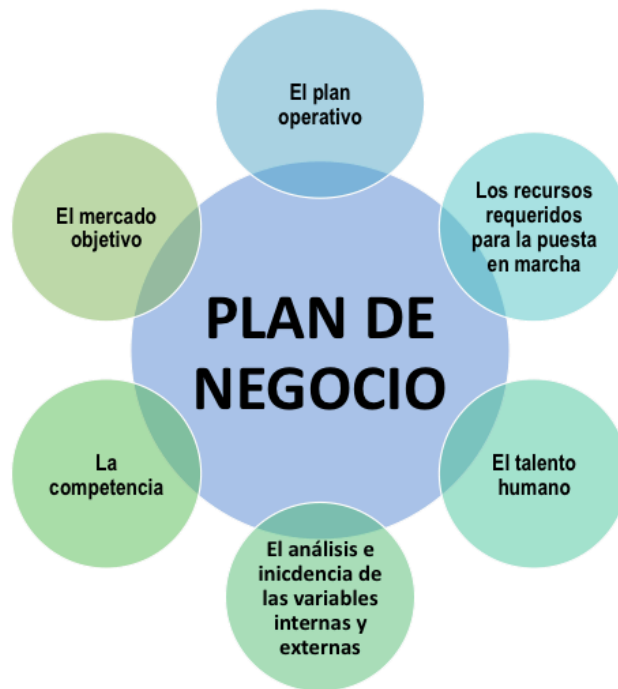 El plan
operativo
Los recursos
requeridos
para la puesta
en marcha
El talento
humano
El análisis e
inicdencia de
las variables
internas y
externas
La
competencia
El mercado
objetivo
PLAN DE
NEGOCIO